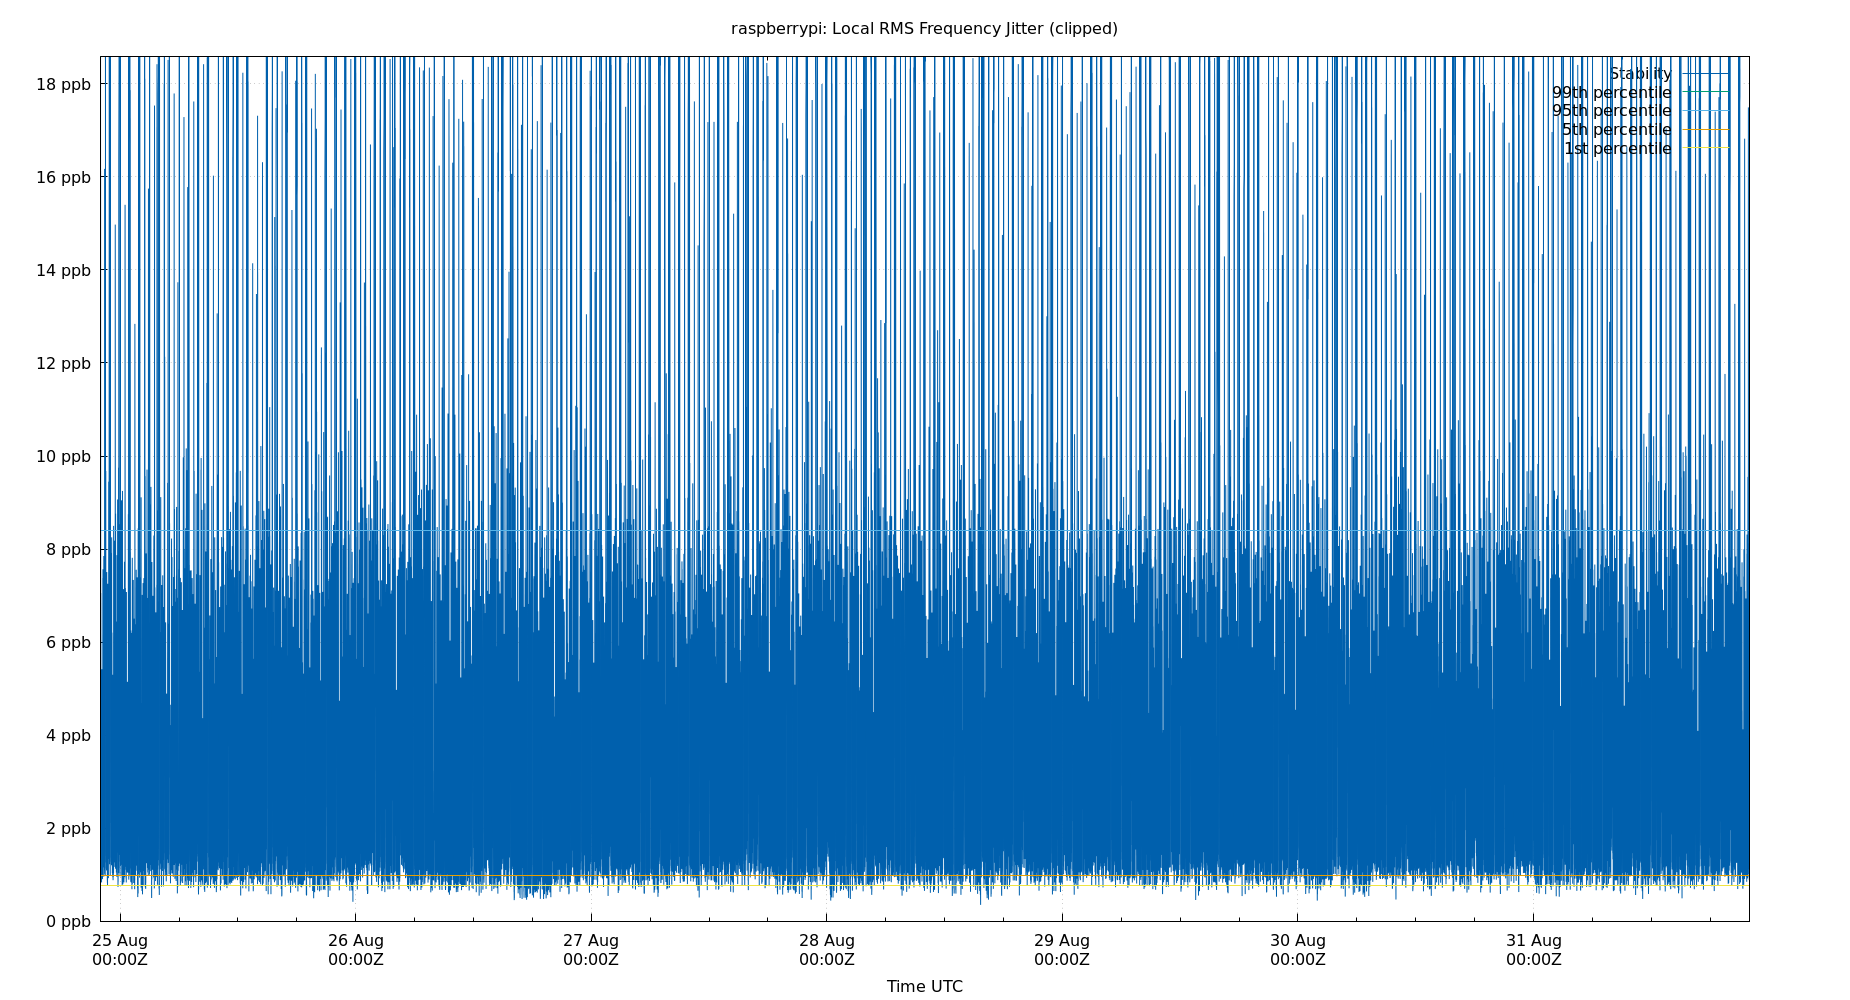 raspberrypi: Local RMS Frequency Jitter (clipped)
18 ppb
16 ppb
14 ppb
12 ppb
10 ppb
8 ppb
6 ppb
4 ppb
2 ppb
0 ppb
Stability
99th percentile
95th percentile
5th percentile
1st percentile
25 Aug 26 Aug 27 Aug 28 Aug 29 Aug 30 Aug 31 Aug
00:00Z 00:00Z 00:00Z 00:00Z 00:00Z 00:00Z 00:00Z
Time UTC